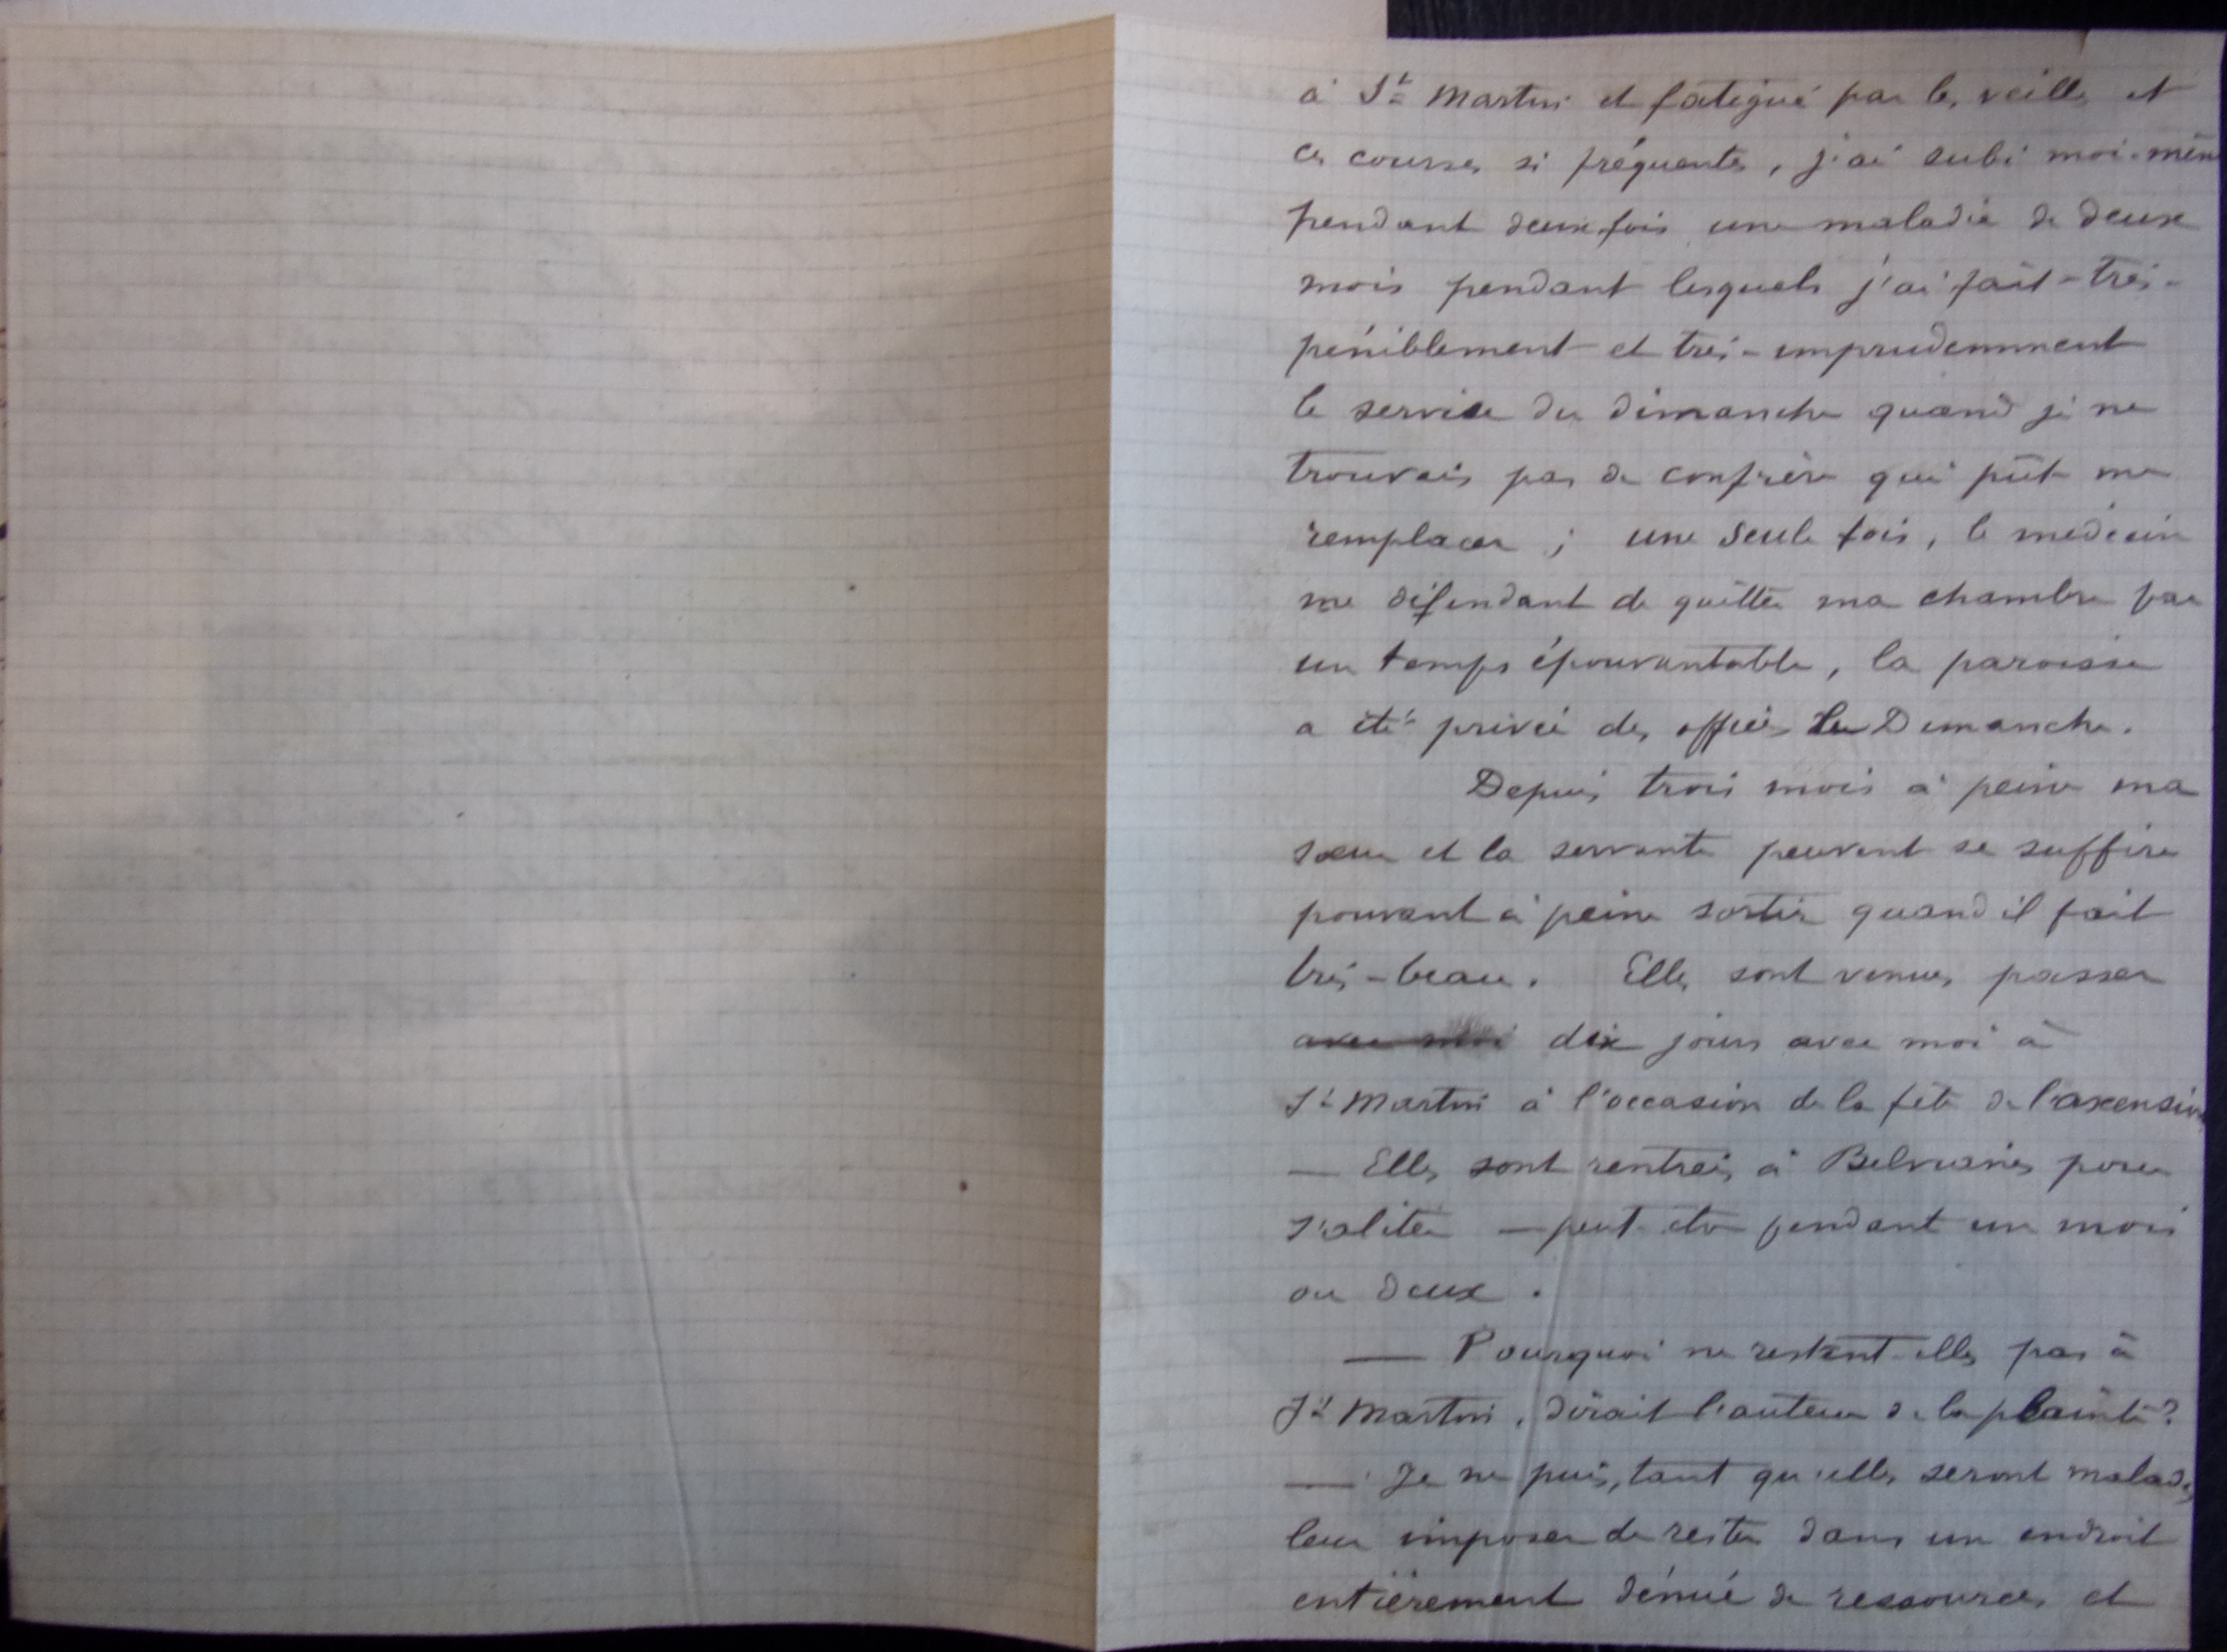 à St Martin et fatigué par les veilles et
ces courses si fréquentes, j'ai subi moi-même
pendant deux fois une maladie de deux
mois pendant lesquels j'ai fait très-
péniblement et très-imprudemment
le service du dimanche quand je ne
trouvais pas de confrère qui pût me
remplacer ; une seule fois, le médecin
me défendant de quitter ma chambre par
un temps épouvantable, la paroisse
a été privée des offices du Dimanche.
Depuis trois mois à peine ma
sœur et la servante peuvent se suffire
pouvant à peine sortir quand il fait
très-beau. Elles sont venues passer
avec moi dix jours avec moi à
St Martin à l'occasion de la fête de l'ascension
— Elles sont rentrées à Belvianes pour
s'aliter — peut-être pendant un mois
ou deux.
— Pourquoi ne restent-elles pas à
St Martin, dirait l'auteur de la plainte ?
— Je ne puis, tant qu'elles seront malades,
leur imposer de rester dans un endroit
entièrement dénué de ressources et